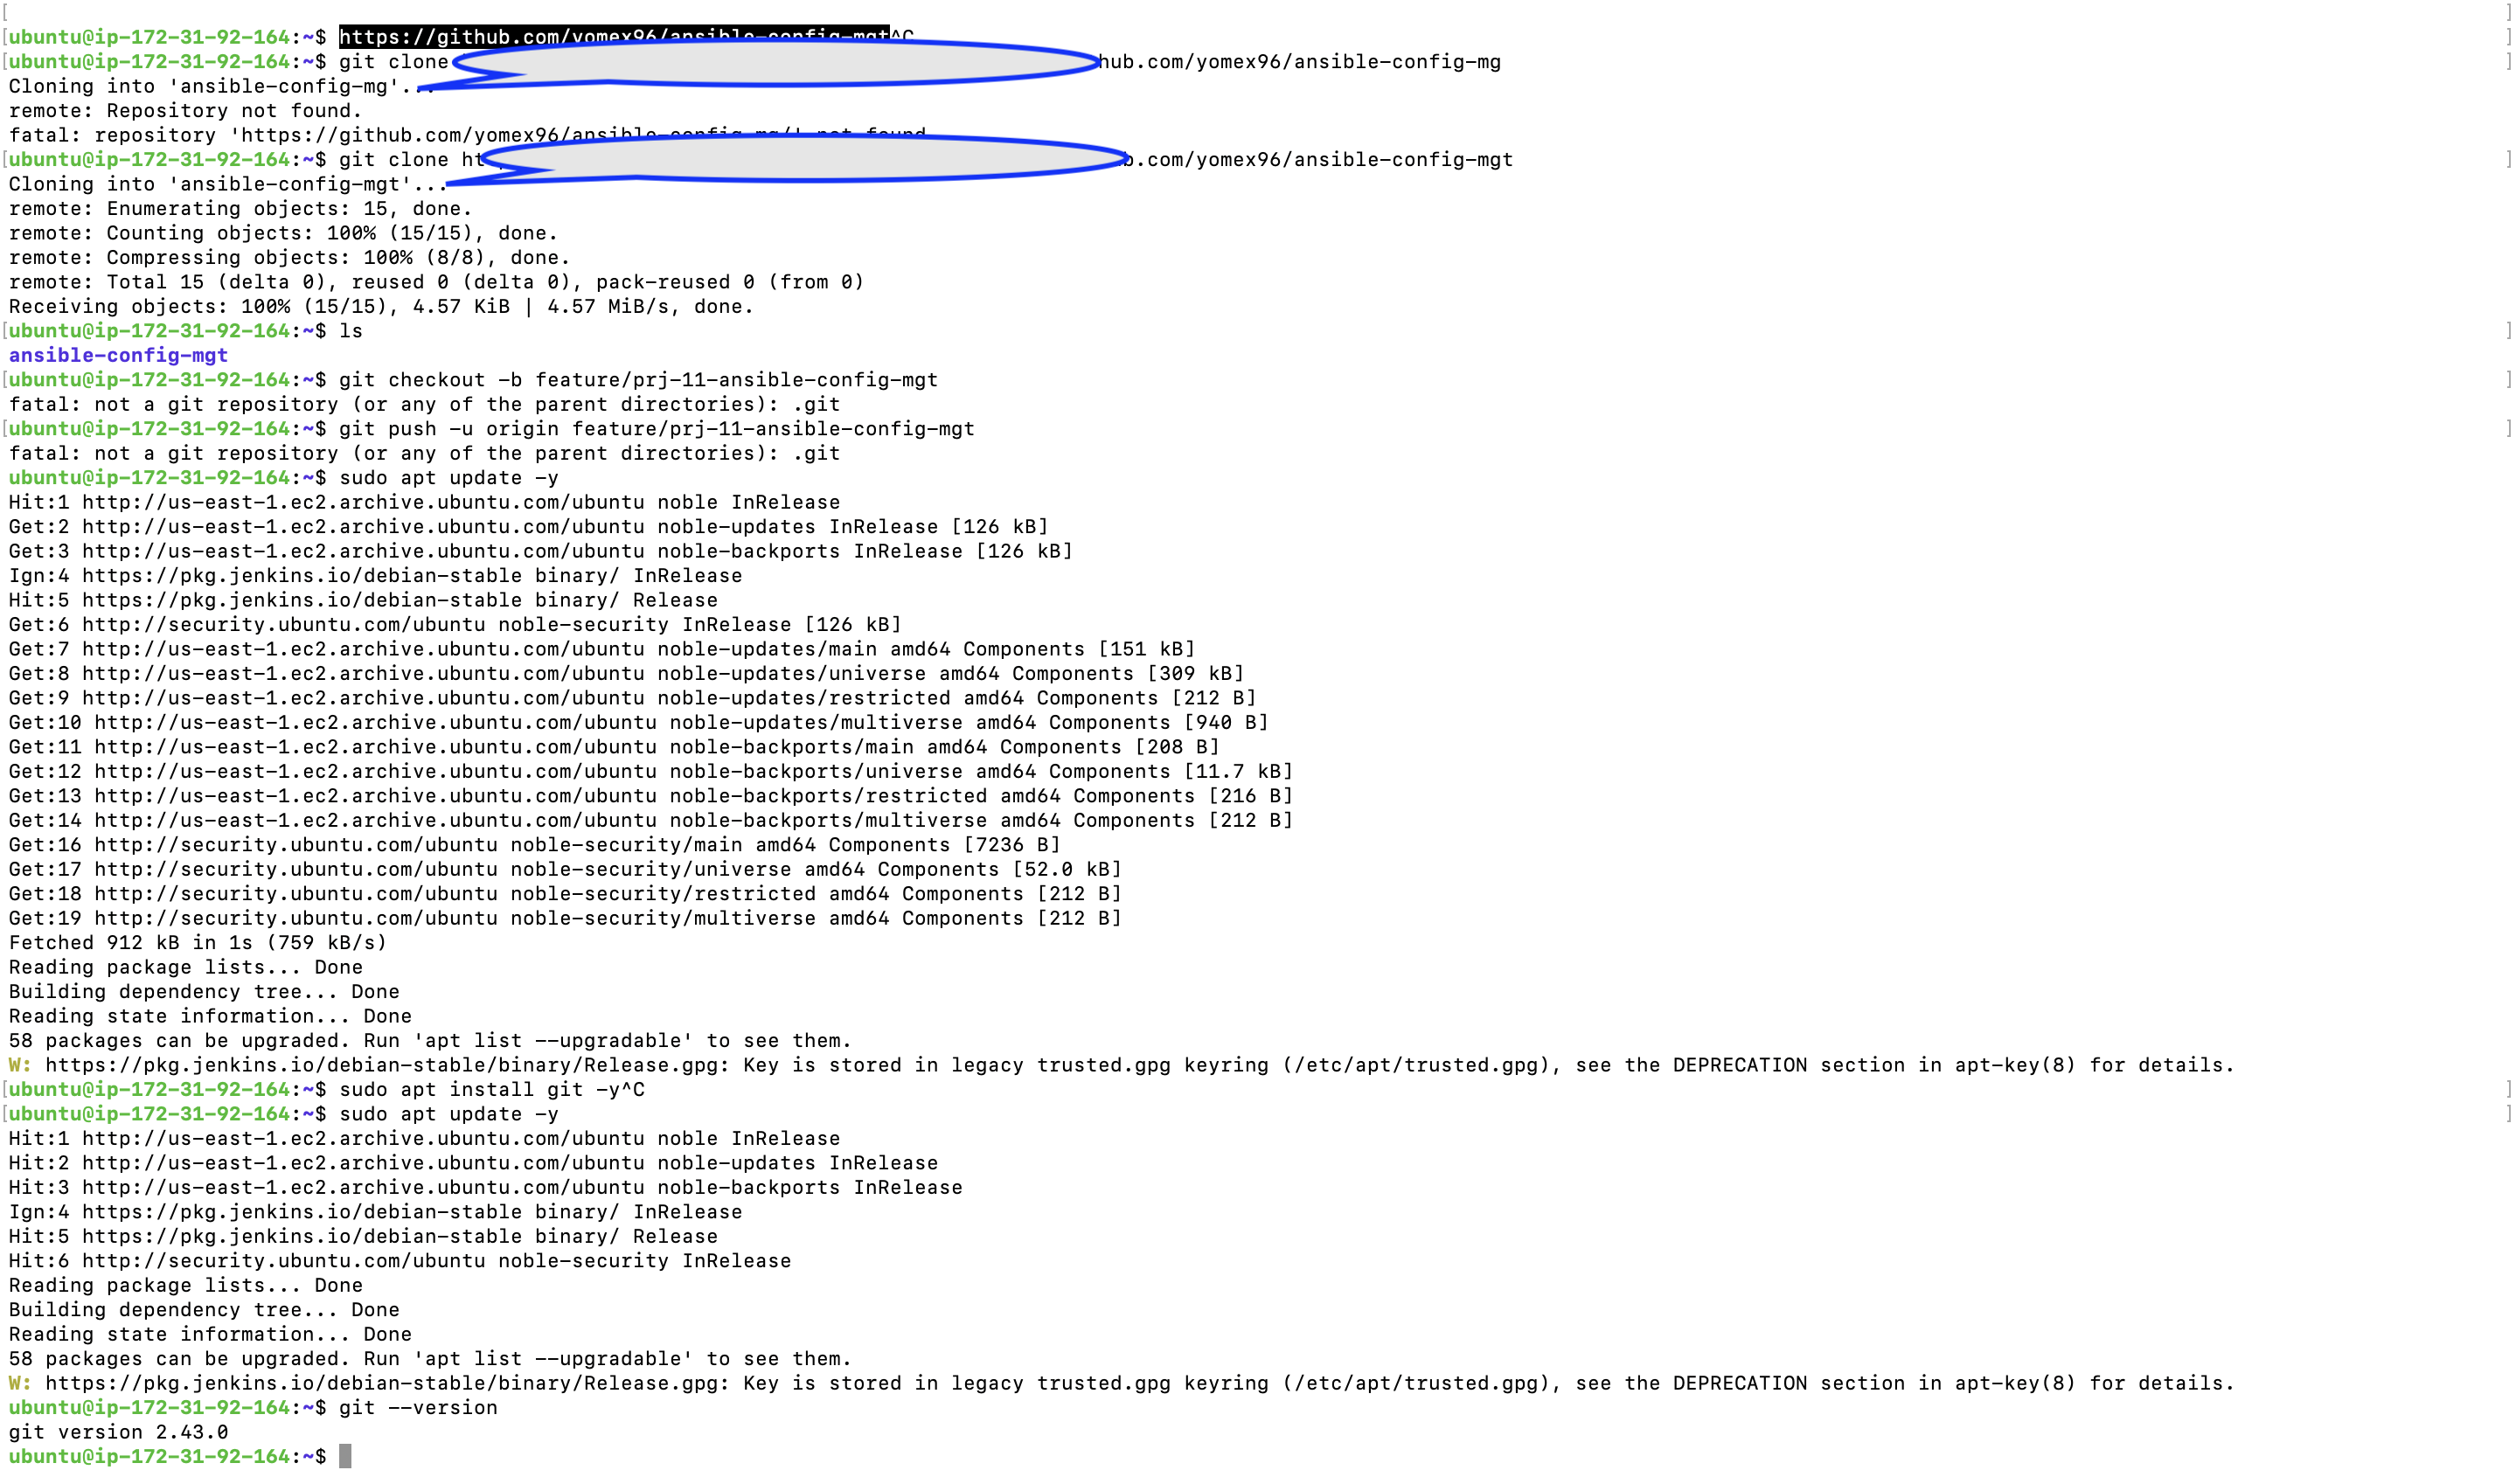 ubuntu@ip-172-31-92-164:~$ https://github.com/yomex96/ansible-config-mgt^C
ubuntu@ip-172-31-92-164:~$ git clone hub.com/yomex96/ansible-config-mg
Cloning into 'ansible-config-mg'...
remote: Repository not found.
fatal: repository 'https://github.com/yomex96/ansible-config-mg/' not found
ubuntu@ip-172-31-92-164:~$ git clone ht b.com/yomex96/ansible-config-mgt
Cloning into 'ansible-config-mgt'...
remote: Enumerating objects: 15, done.
remote: Counting objects: 100% (15/15), done.
remote: Compressing objects: 100% (8/8), done.
remote: Total 15 (delta 0), reused 0 (delta 0), pack-reused 0 (from 0)
Receiving objects: 100% (15/15), 4.57 KiB | 4.57 MiB/s, done.
ubuntu@ip-172-31-92-164:~$ ls
ansible-config-mgt
ubuntu@ip-172-31-92-164:~$ git checkout -b feature/prj-11-ansible-config-mgt
fatal: not a git repository (or any of the parent directories): .git
ubuntu@ip-172-31-92-164:~$ git push -u origin feature/prj-11-ansible-config-mgt
fatal: not a git repository (or any of the parent directories): .git
ubuntu@ip-172-31-92-164:~$ sudo apt update -y
Hit:1 http://us-east-1.ec2.archive.ubuntu.com/ubuntu noble InRelease
Get:2 http://us-east-1.ec2.archive.ubuntu.com/ubuntu noble-updates InRelease [126 kB]
Get:3 http://us-east-1.ec2.archive.ubuntu.com/ubuntu noble-backports InRelease [126 kB]
Ign:4 https://pkg.jenkins.io/debian-stable binary/ InRelease
Hit:5 https://pkg.jenkins.io/debian-stable binary/ Release
Get:6 http://security.ubuntu.com/ubuntu noble-security InRelease [126 kB]
Get:7 http://us-east-1.ec2.archive.ubuntu.com/ubuntu noble-updates/main amd64 Components [151 kB]
Get:8 http://us-east-1.ec2.archive.ubuntu.com/ubuntu noble-updates/universe amd64 Components [309 kB]
Get:9 http://us-east-1.ec2.archive.ubuntu.com/ubuntu noble-updates/restricted amd64 Components [212 B]
Get:10 http://us-east-1.ec2.archive.ubuntu.com/ubuntu noble-updates/multiverse amd64 Components [940 B]
Get:11 http://us-east-1.ec2.archive.ubuntu.com/ubuntu noble-backports/main amd64 Components [208 B]
Get:12 http://us-east-1.ec2.archive.ubuntu.com/ubuntu noble-backports/universe amd64 Components [11.7 kB]
Get:13 http://us-east-1.ec2.archive.ubuntu.com/ubuntu noble-backports/restricted amd64 Components [216 B]
Get:14 http://us-east-1.ec2.archive.ubuntu.com/ubuntu noble-backports/multiverse amd64 Components [212 B]
Get:16 http://security.ubuntu.com/ubuntu noble-security/main amd64 Components [7236 B]
Get:17 http://security.ubuntu.com/ubuntu noble-security/universe amd64 Components [52.0 kB]
Get:18 http://security.ubuntu.com/ubuntu noble-security/restricted amd64 Components [212 B]
Get:19 http://security.ubuntu.com/ubuntu noble-security/multiverse amd64 Components [212 B]
Fetched 912 kB in 1s (759 kB/s)
Reading package lists... Done
Building dependency tree... Done
Reading state information... Done
58 packages can be upgraded. Run 'apt list --upgradable' to see them.
W: https://pkg.jenkins.io/debian-stable/binary/Release.gpg: Key is stored in legacy trusted.gpg keyring (/etc/apt/trusted.gpg), see the DEPRECATION section in apt-key(8) for details.
ubuntu@ip-172-31-92-164:~$ sudo apt install git -y^C
ubuntu@ip-172-31-92-164:~$ sudo apt update -y
Hit:1 http://us-east-1.ec2.archive.ubuntu.com/ubuntu noble InRelease
Hit:2 http://us-east-1.ec2.archive.ubuntu.com/ubuntu noble-updates InRelease
Hit:3 http://us-east-1.ec2.archive.ubuntu.com/ubuntu noble-backports InRelease
Ign:4 https://pkg.jenkins.io/debian-stable binary/ InRelease
Hit:5 https://pkg.jenkins.io/debian-stable binary/ Release
Hit:6 http://security.ubuntu.com/ubuntu noble-security InRelease
Reading package lists... Done
Building dependency tree... Done
Reading state information... Done
58 packages can be upgraded. Run 'apt list --upgradable' to see them.
W: https://pkg.jenkins.io/debian-stable/binary/Release.gpg: Key is stored in legacy trusted.gpg keyring (/etc/apt/trusted.gpg), see the DEPRECATION section in apt-key(8) for details.
ubuntu@ip-172-31-92-164:~$ git --version
git version 2.43.0
ubuntu@ip-172-31-92-164:~$